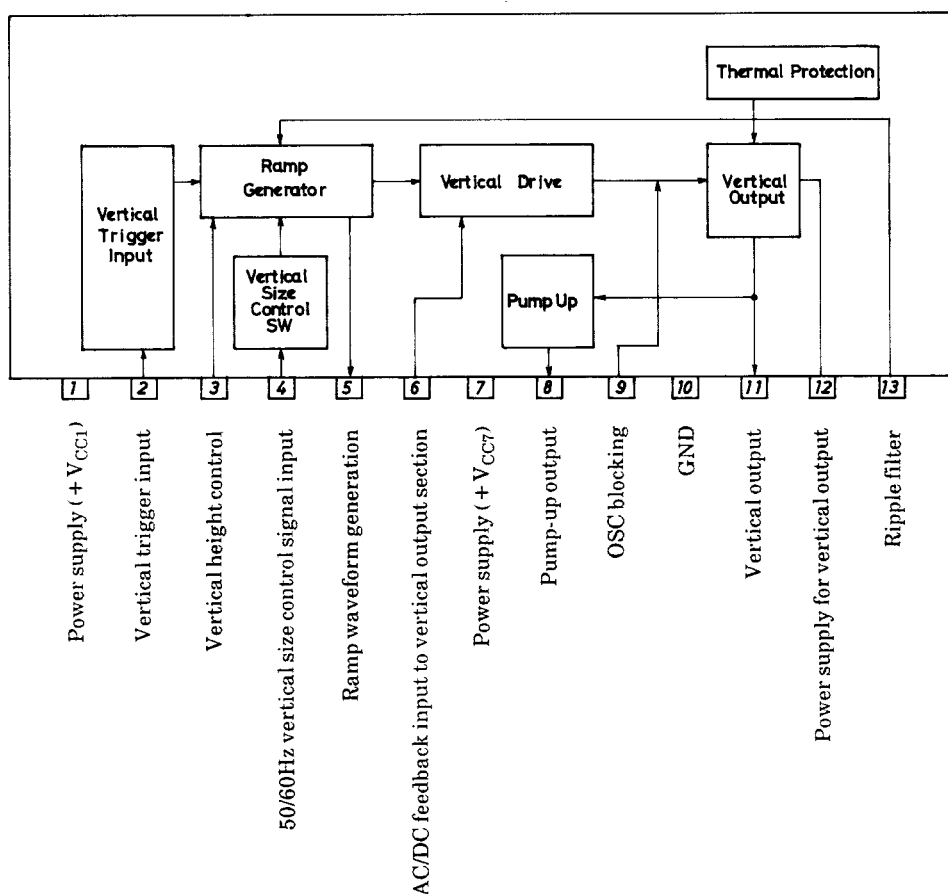 Thermal Protection
Ramp
Generator
Vertical Drive
Vertical
Output
Vertical
Trigger
Input
Vertical
Size
Control
SW
Pump Up
1 2 3 4 5 6 7 8 9 10 11 12 13
Power supply (+VCC1)
Vertical trigger input
Vertical height control
50/60Hz vertical size control signal input
Ramp waveform generation
AC/DC feedback input to vertical output section
Power supply (+VCC7)
Pump-up output
OSC blocking
GND
Vertical output
Power supply for vertical output
Ripple filter